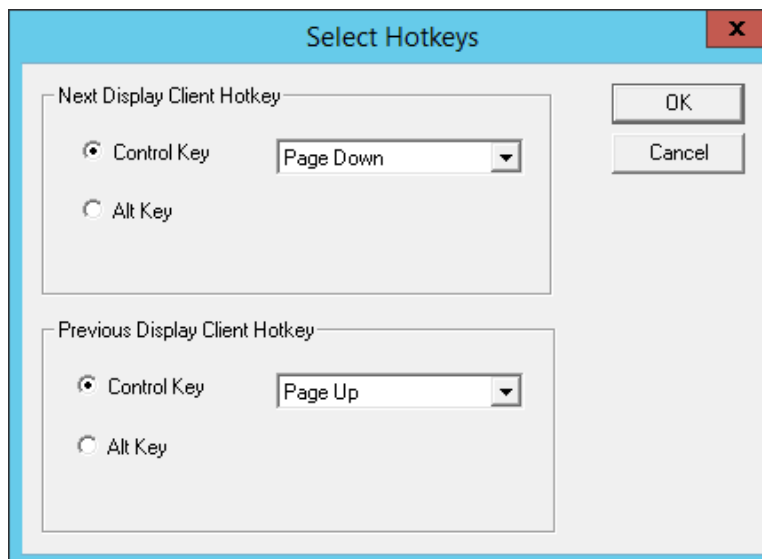 Select Hotkeys
x
Next Display Client Hotkey
Control Key
Page Down
Alt Key
OK
Cancel
Previous Display Client Hotkey
Control Key
Page Up
Alt Key